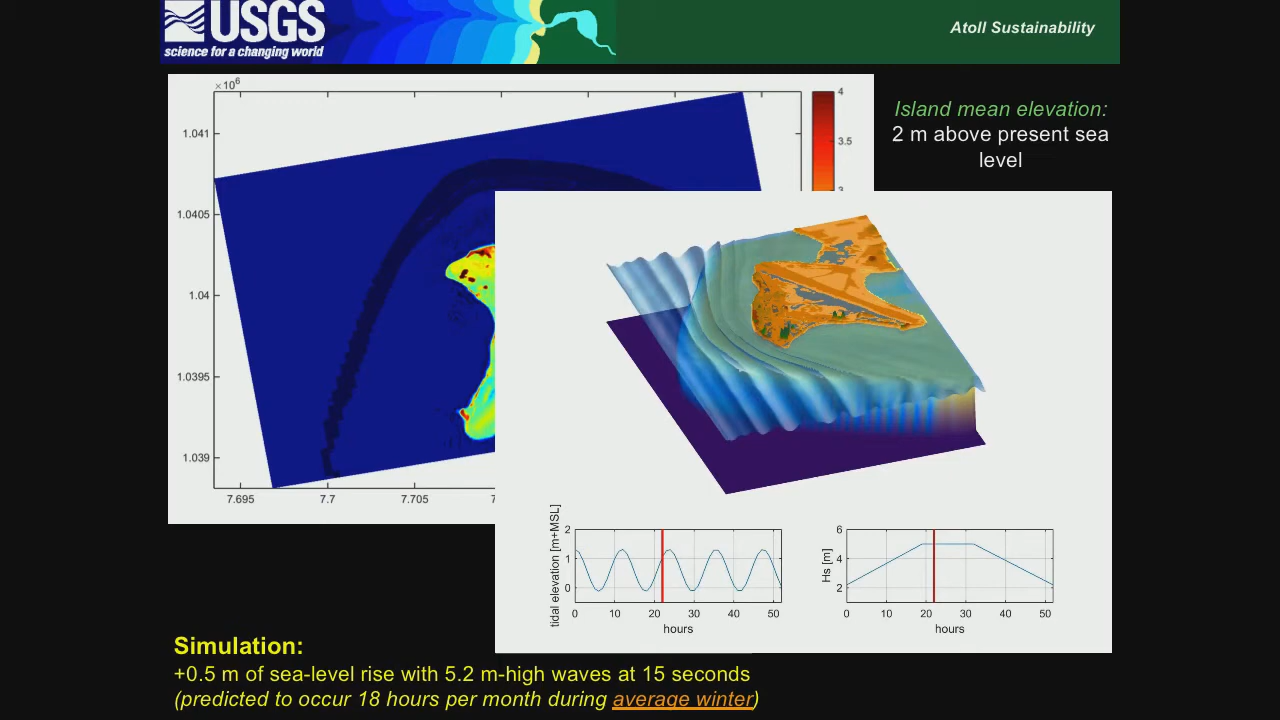 USGS
science for a changing world
Atoll Sustainability
Island mean elevation:
2 m above present sea
level
×10⁶
1.041
1.0405
1.04
1.0395
1.039
7.695
7.7
7.705
7
4
3.5
3
tidal elevation [m+MSL]
2
1
0
0
10
20
30
40
50
hours
Hs [m]
6
4
2
0
10
20
30
40
50
hours
Simulation:
+0.5 m of sea-level rise with 5.2 m-high waves at 15 seconds
(predicted to occur 18 hours per month during average winter)